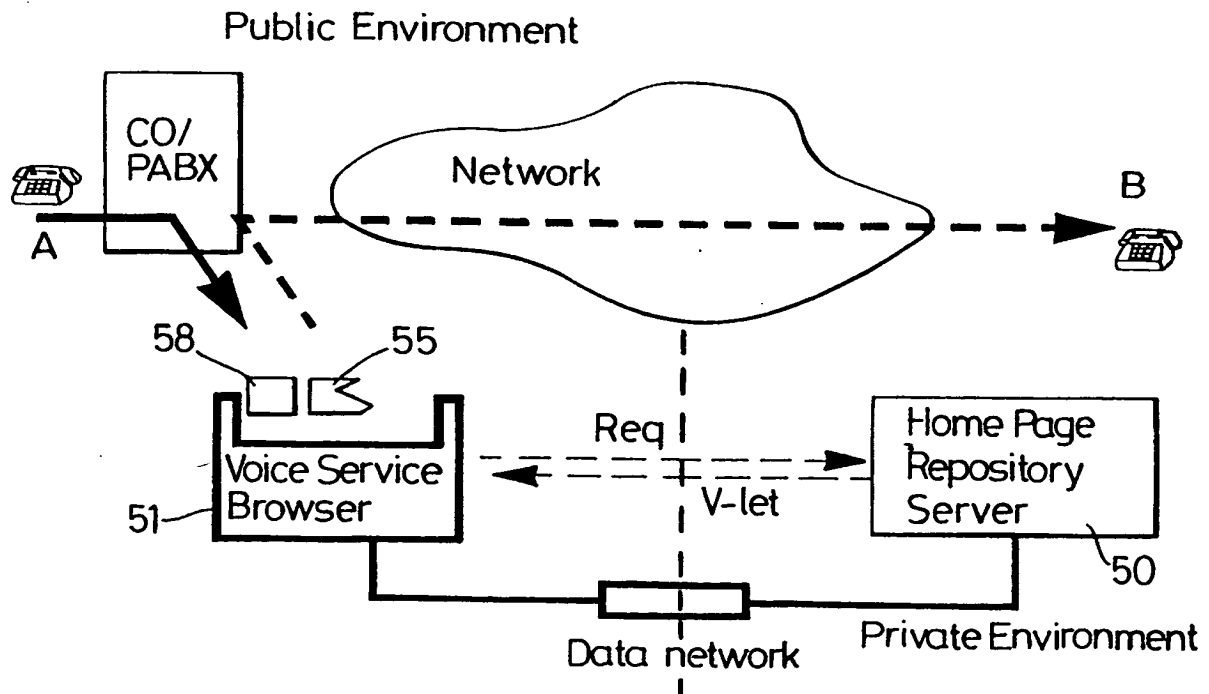 Public Environment
CO/
PABX
Network
A
B
58
55
Req
V-let
Voice Service
Browser
51
Home Page
Repository
Server
50
Data network
Private Environment